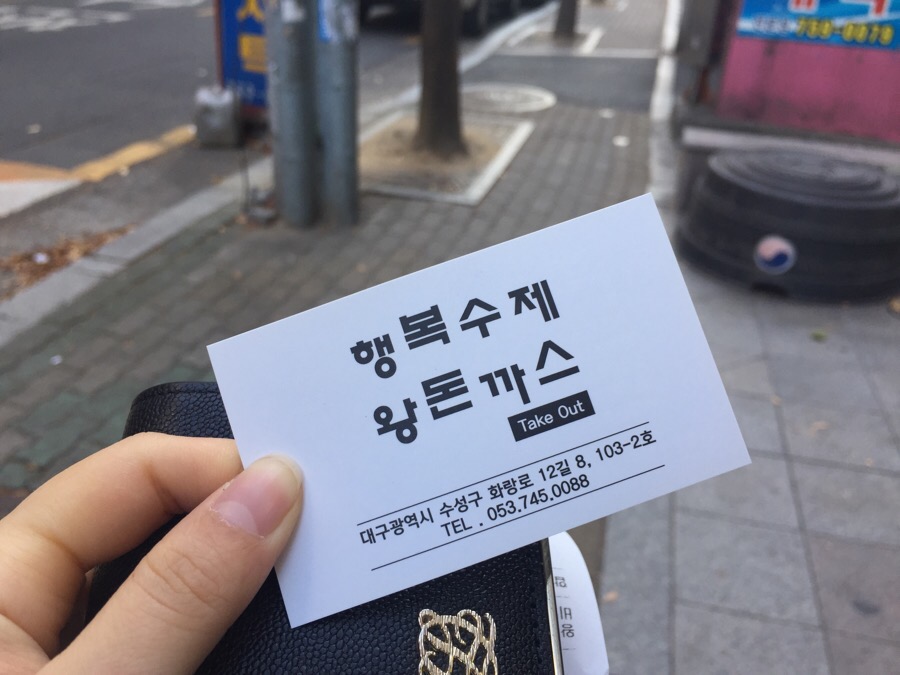 행복수제
왕돈까스
Take Out
대구광역시 수성구 화랑로 12길 8, 103-2호
TEL . 053.745.0088